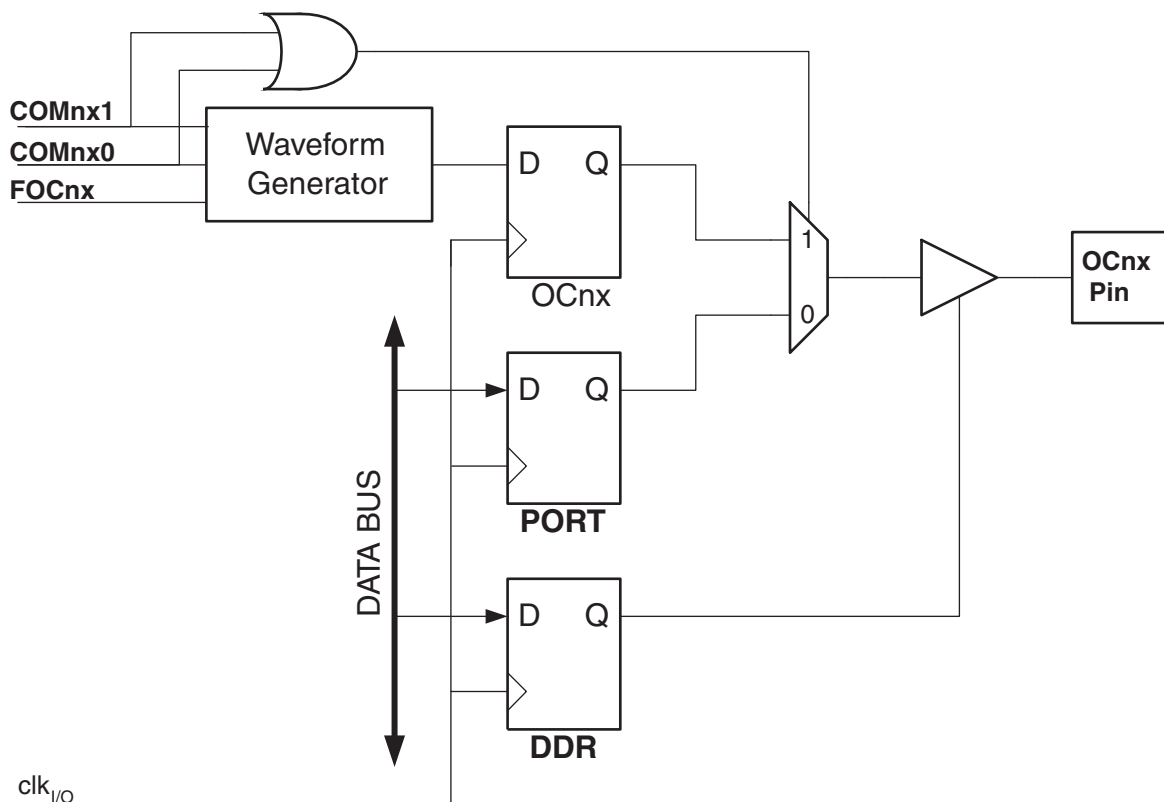 COMnx1
COMnx0
FOCnx
Waveform
Generator
D Q
OCnx
1
0
OCnx
Pin
D Q
PORT
DATA BUS
D Q
DDR
clkI/O